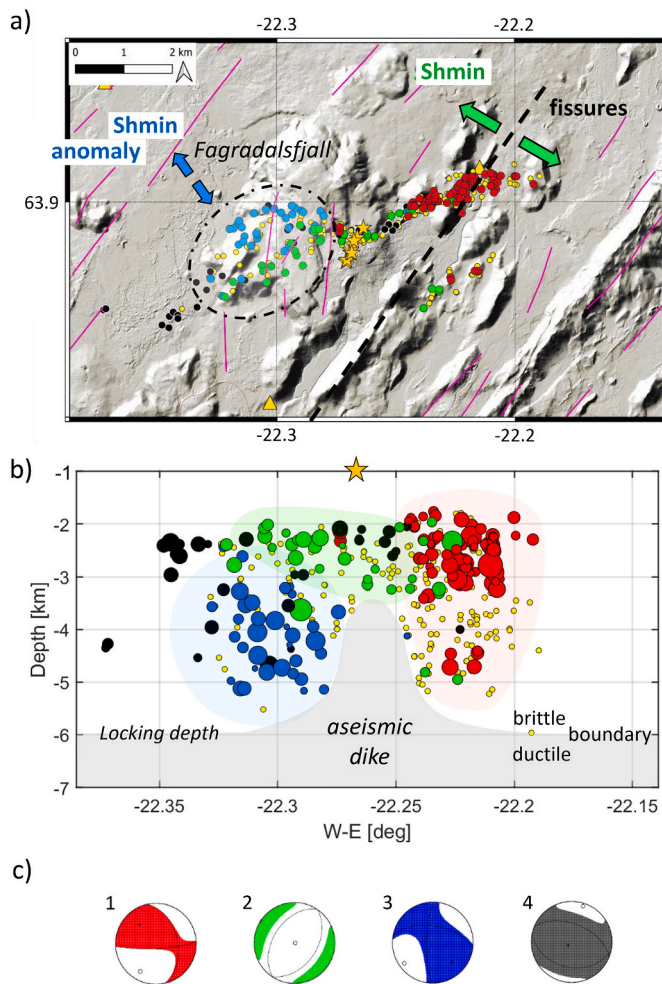 a)
-22.3
-22.2
0
1
2 km
Shmin
fissures
Shmin
anomaly
Fagradalsfjall
63.9
63.9
-22.3
-22.2
b)
-1
-2
-3
-4
-5
-6
-7
Depth [km]
Locking depth
aseismic
dike
brittle
boundary
ductile
-22.35
-22.3
-22.25
-22.2
-22.15
W-E [deg]
c)
1
2
3
4